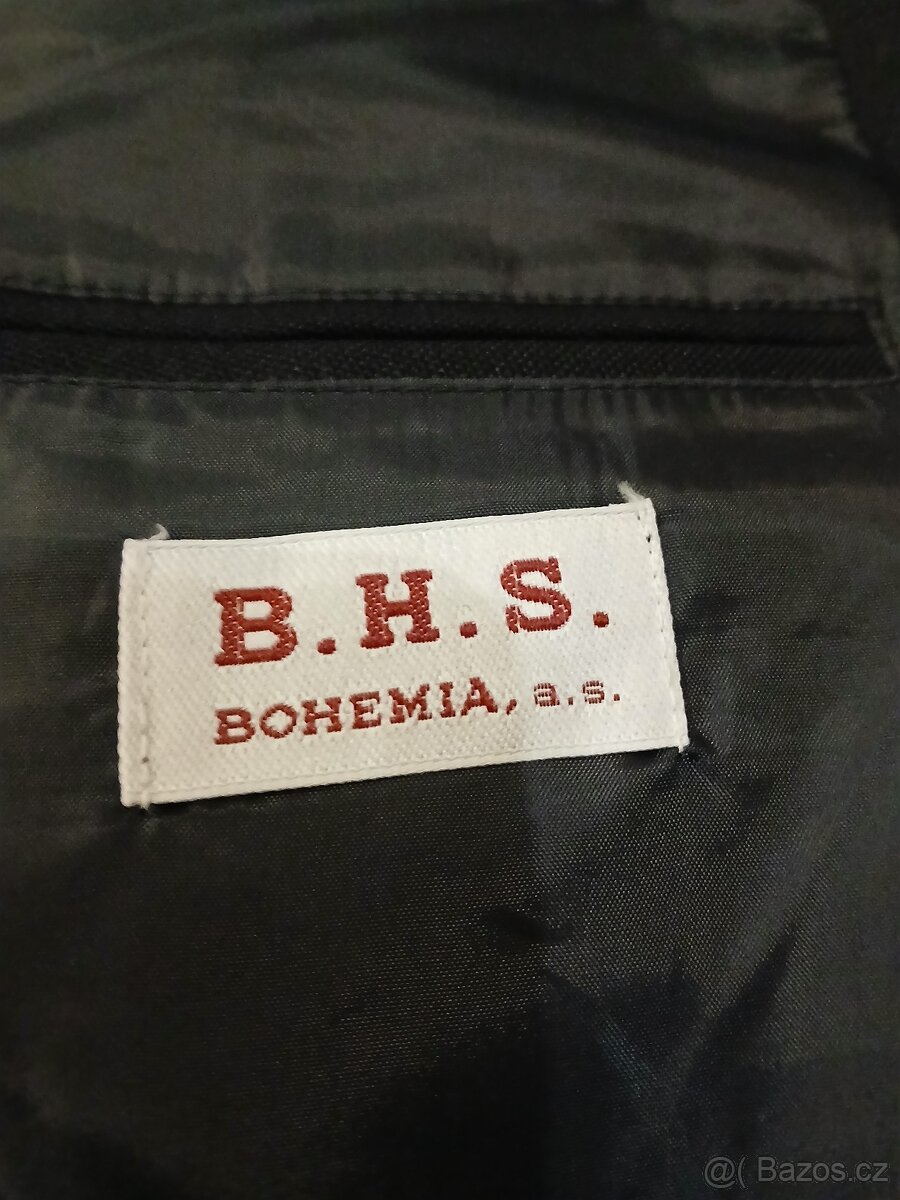 B.H.S.
BOHEMIA, a.s.
@( Bazos.cz